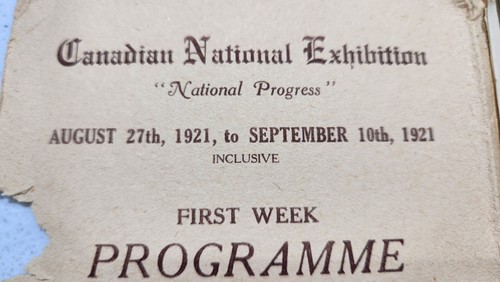 Canadian National Exhibition
"National Progress"
AUGUST 27th, 1921, to SEPTEMBER 10th, 1921
INCLUSIVE
FIRST WEEK
PROGRAMME